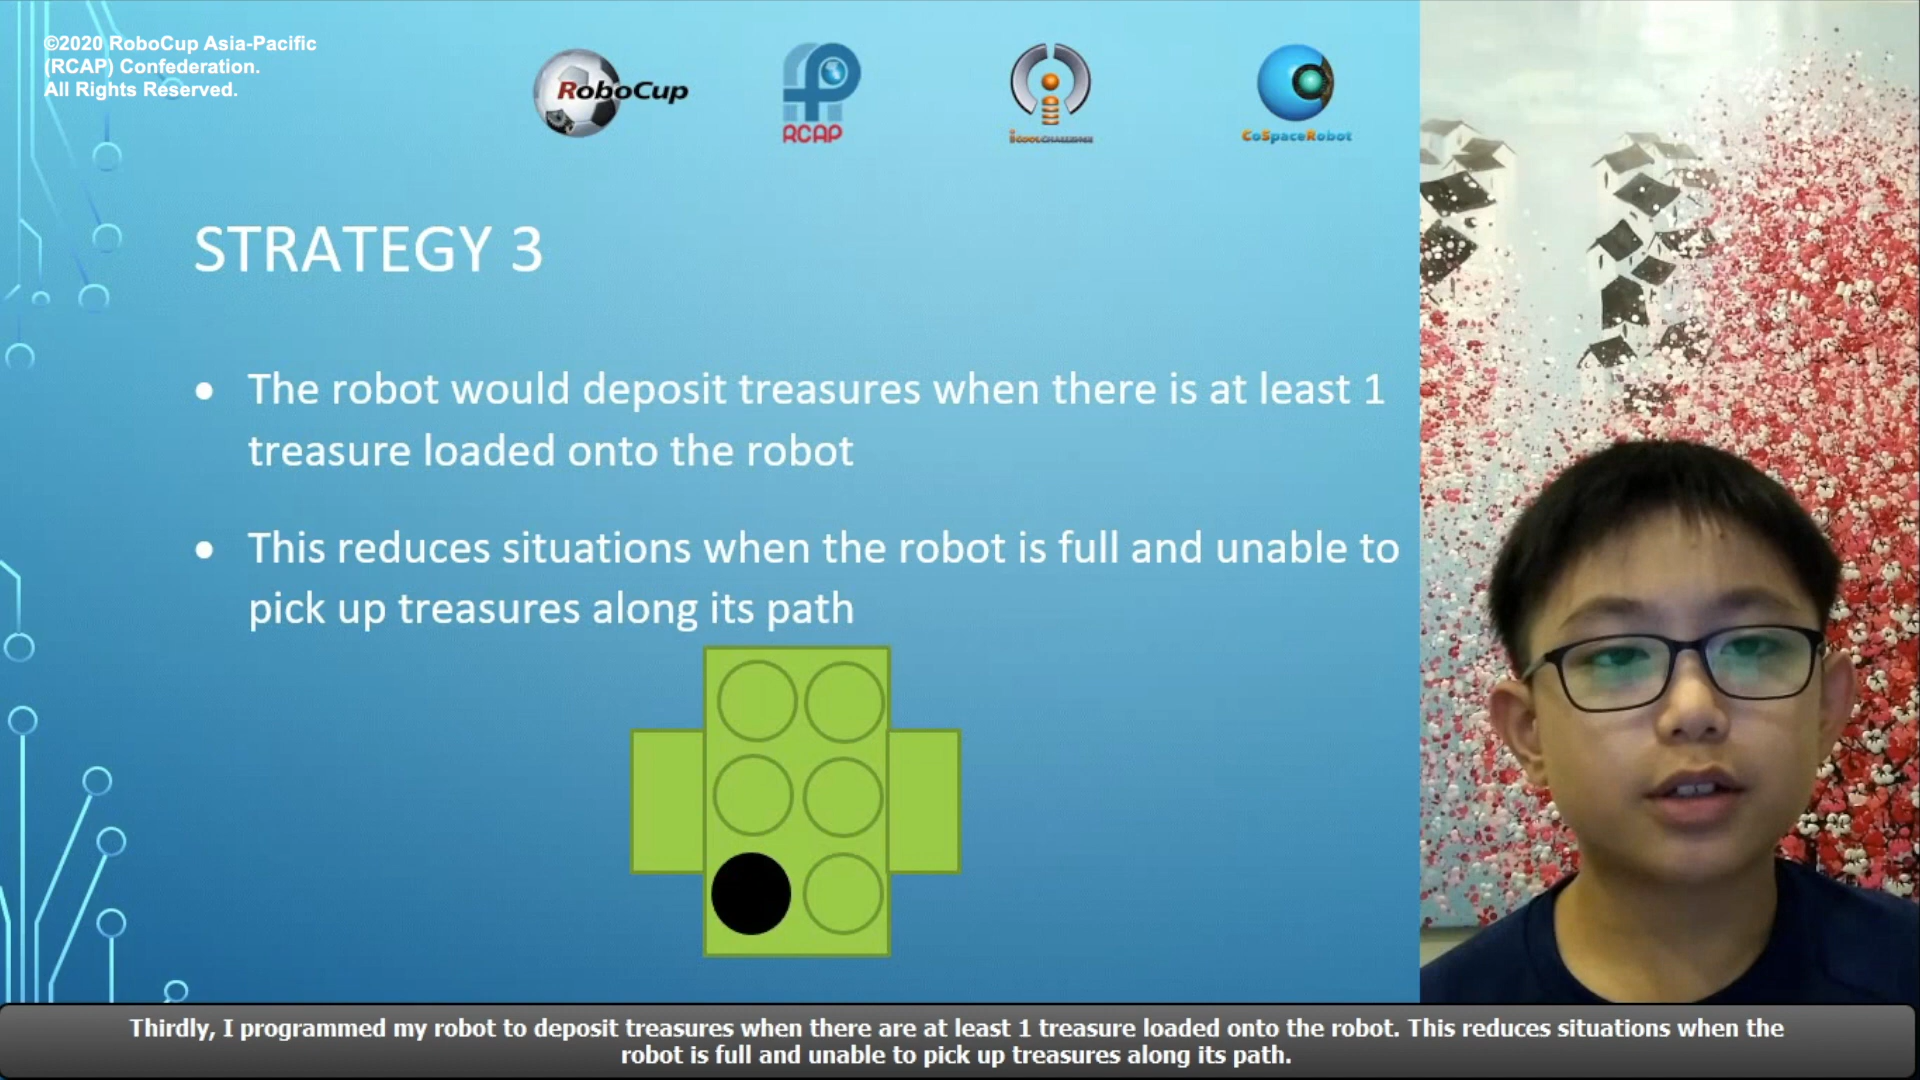 ©2020 RoboCup Asia-Pacific
(RCAP) Confederation.
All Rights Reserved.
RoboCup
RCAP
iCOOLCHALLENGE
CoSpaceRobot
STRATEGY 3
• The robot would deposit treasures when there is at least 1
treasure loaded onto the robot
• This reduces situations when the robot is full and unable to
pick up treasures along its path
Thirdly, I programmed my robot to deposit treasures when there are at least 1 treasure loaded onto the robot. This reduces situations when the
robot is full and unable to pick up treasures along its path.